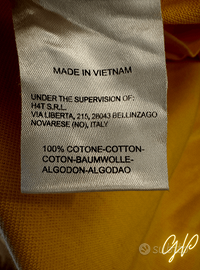 MADE IN VIETNAM
UNDER THE SUPERVISION OF:
H4T S.R.L.
VIA LIBERTA, 215, 28043 BELLINZAGO
NOVARESE (NO), ITALY
100% COTONE-COTTON-
COTON-BAUMWOLLE-
ALGODON-ALGODAO
GP